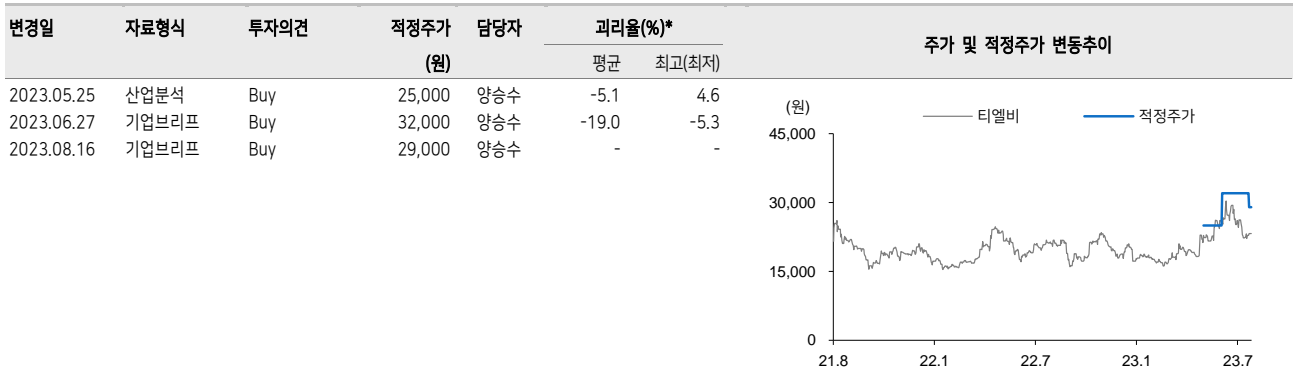 변경일 자료형식 투자의견 적정주가 담당자 괴리율(%)*
(원) 평균 최고(최저)
2023.05.25 산업분석 Buy 25,000 양승수 -5.1 4.6
2023.06.27 기업브리프 Buy 32,000 양승수 -19.0 -5.3
2023.08.16 기업브리프 Buy 29,000 양승수 - -
주가 및 적정주가 변동추이
(원) 티엘비 적정주가
45,000
30,000
15,000
0
21.8 22.1 22.7 23.1 23.7